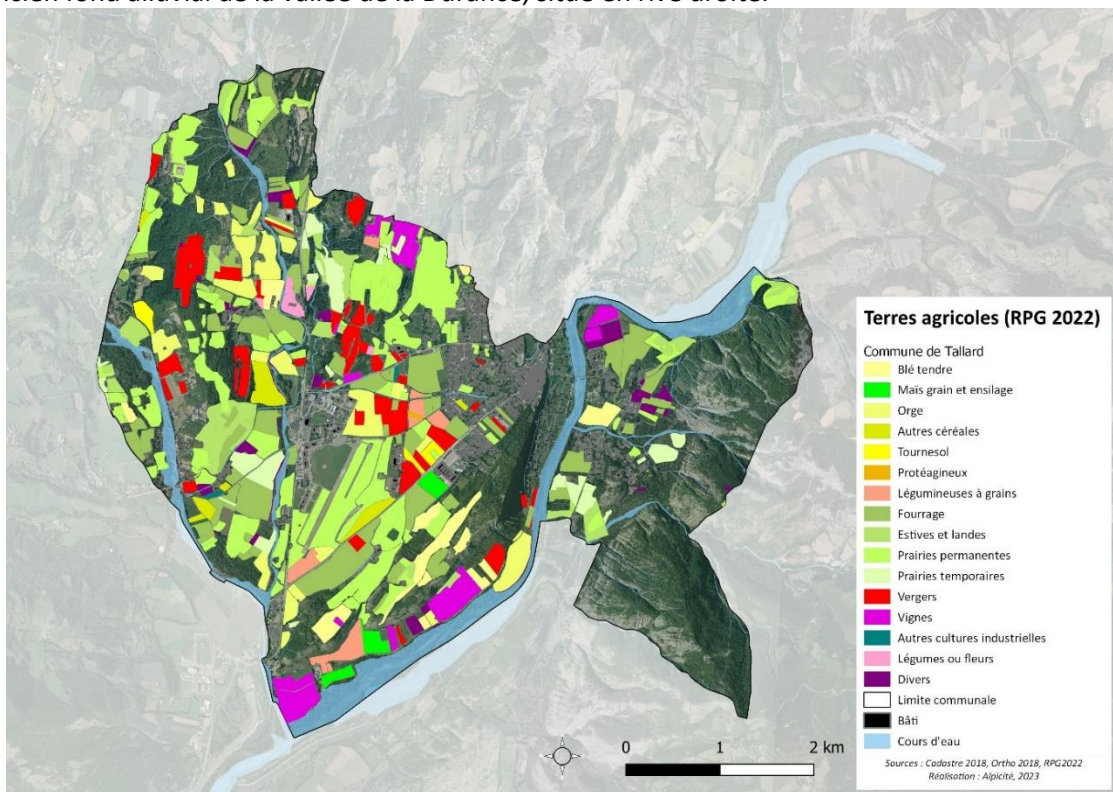 fond alluvial de la vallée de la Durance, situé en rive droite.
Terres agricoles (RPG 2022)
Commune de Tallard
Blé tendre
Maïs grain et ensilage
Orge
Autres céréales
Tournesol
Protéagineux
Légumineuses à grains
Fourrage
Estives et landes
Prairies permanentes
Prairies temporaires
Vergers
Vignes
Autres cultures industrielles
Légumes ou fleurs
Divers
Limite communale
Bâti
Cours d'eau
Sources : Cadastre 2018, Ortho 2018, RPG2022
Réalisation : Alpicité, 2023
0 1 2 km